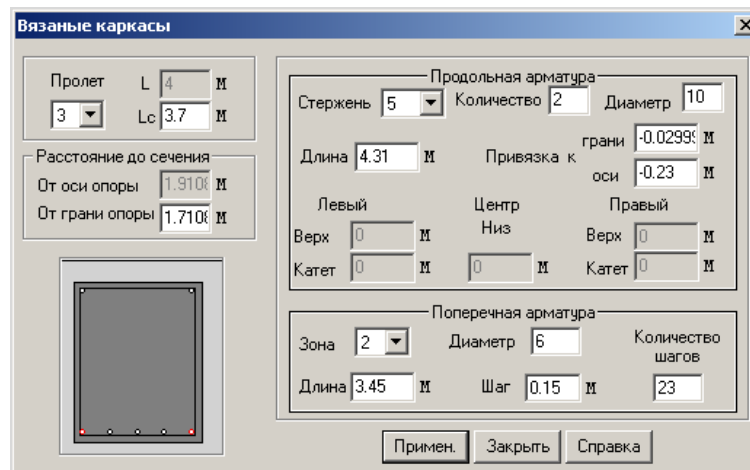 Вязаные каркасы
Пролет L 4 м
3 Lc 3.7 м
Расстояние до сечения
От оси опоры 1.9108 м
От грани опоры 1.7108 м
Продольная арматура
Стержень 5 Количество 2 Диаметр 10
Длина 4.31 м Привязка к грани -0.02999 м
оси -0.23 м
Левый Центр Правый
Верх 0 м Низ Верх 0 м
Катет 0 м 0 м Катет 0 м
Поперечная арматура
Зона 2 Диаметр 6 Количество шагов
Длина 3.45 м Шаг 0.15 м 23
Примен. Закрыть Справка